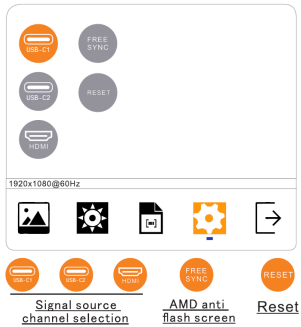 USB-C1
FREE
SYNC
USB-C2
RESET
HDMI
1920x1080@60Hz
USB-C1
USB-C2
HDMI
FREE
SYNC
RESET
Signal source
channel selection
AMD anti
flash screen
Reset